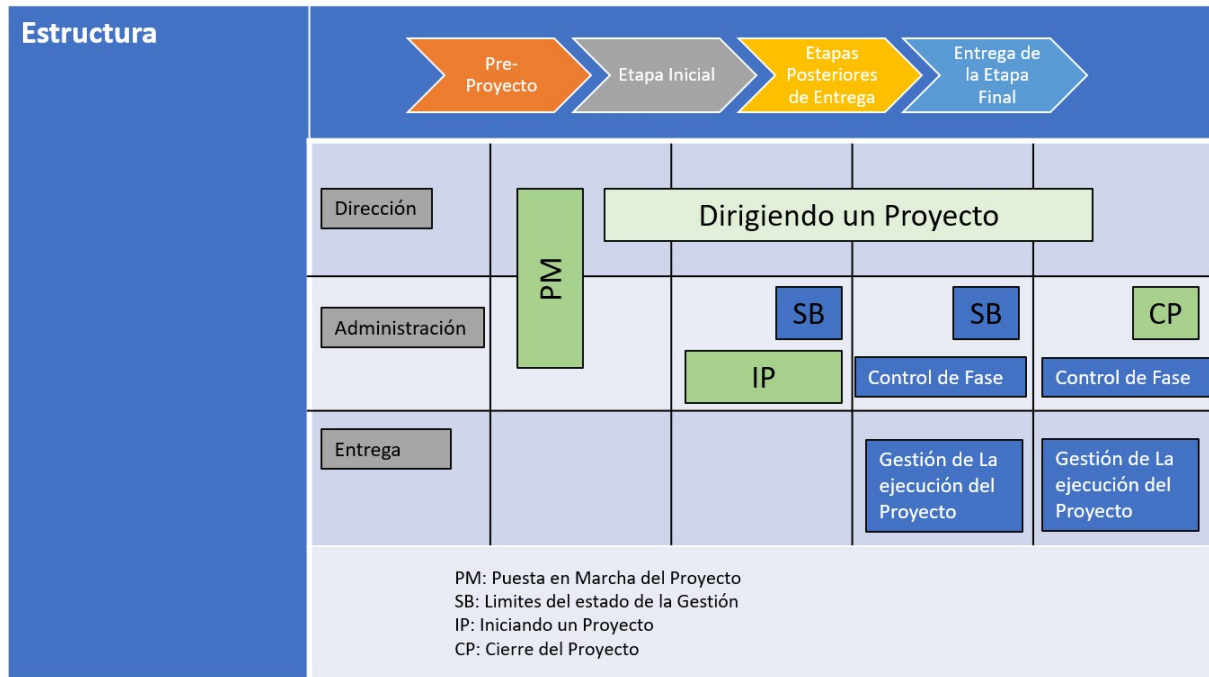 Estructura
Pre-
Proyecto
Etapa Inicial
Etapas
Posteriores
de Entrega
Entrega de
la Etapa
Final
Dirección
PM
Dirigiendo un Proyecto
Administración
SB
SB
CP
IP
Control de Fase
Control de Fase
Entrega
Gestión de La
ejecución del
Proyecto
Gestión de La
ejecución del
Proyecto
PM: Puesta en Marcha del Proyecto
SB: Limites del estado de la Gestión
IP: Iniciando un Proyecto
CP: Cierre del Proyecto